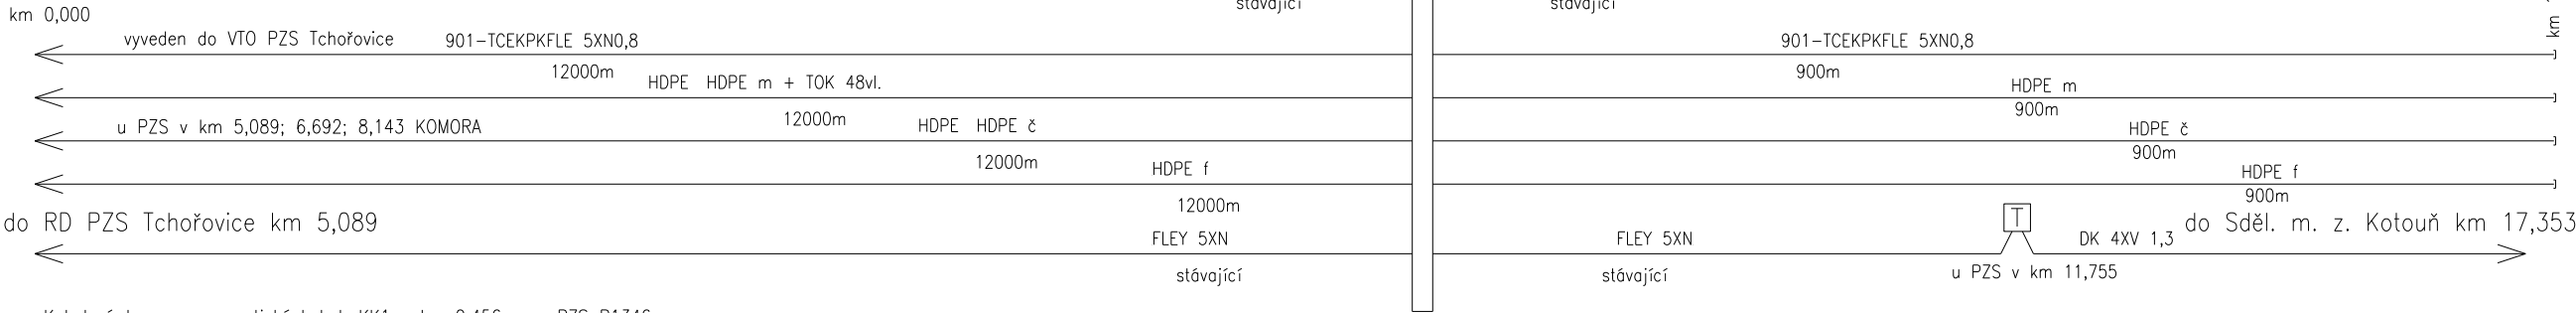 stávající
stávající
km 0,000
km
vyveden do VTO PZS Tchořovice
901-TCEKPKFLE 5XN0,8
901-TCEKPKFLE 5XN0,8
12000m
900m
HDPE HDPE m + TOK 48vl.
HDPE m
12000m
900m
u PZS v km 5,089; 6,692; 8,143 KOMORA
HDPE HDPE č
HDPE č
12000m
900m
HDPE f
HDPE f
12000m
900m
do RD PZS Tchořovice km 5,089
T
do Sděl. m. z. Kotouň km 17,353
FLEY 5XN
FLEY 5XN
DK 4XV 1,3
stávající
stávající
u PZS v km 11,755